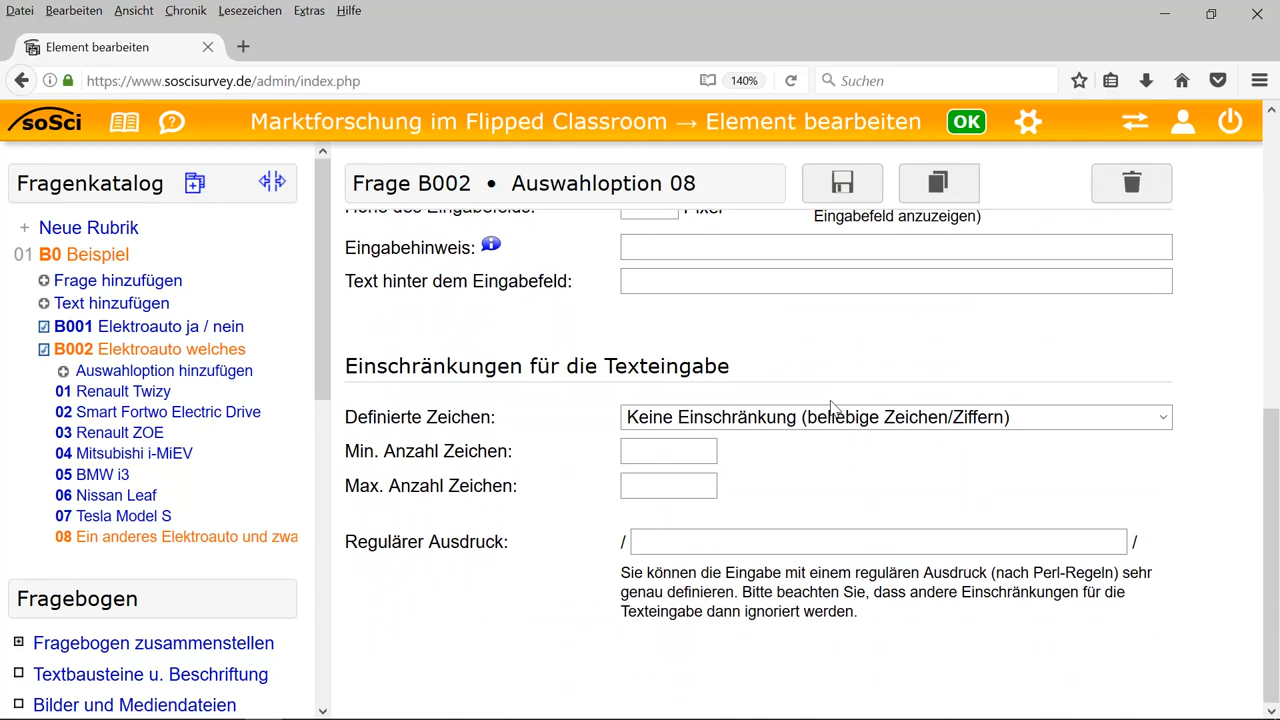 Datei Bearbeiten Ansicht Chronik Lesezeichen Extras Hilfe
Element bearbeiten
https://www.soscisurvey.de/admin/index.php
140%
Suchen
soSci
Marktforschung im Flipped Classroom → Element bearbeiten
OK
Fragenkatalog
+ Neue Rubrik
01 B0 Beispiel
Frage hinzufügen
Text hinzufügen
B001 Elektroauto ja / nein
B002 Elektroauto welches
Auswahloption hinzufügen
01 Renault Twizy
02 Smart Fortwo Electric Drive
03 Renault ZOE
04 Mitsubishi i-MiEV
05 BMW i3
06 Nissan Leaf
07 Tesla Model S
08 Ein anderes Elektroauto und zwa
Fragebogen
Fragebogen zusammenstellen
Textbausteine u. Beschriftung
Bilder und Mediendateien
Frage B002 • Auswahloption 08
Höhe des Eingabefelds: Pixel
Eingabefeld anzuzeigen)
Eingabehinweis:
Text hinter dem Eingabefeld:
Einschränkungen für die Texteingabe
Definierte Zeichen: Keine Einschränkung (beliebige Zeichen/Ziffern)
Min. Anzahl Zeichen:
Max. Anzahl Zeichen:
Regulärer Ausdruck: / /
Sie können die Eingabe mit einem regulären Ausdruck (nach Perl-Regeln) sehr
genau definieren. Bitte beachten Sie, dass andere Einschränkungen für die
Texteingabe dann ignoriert werden.